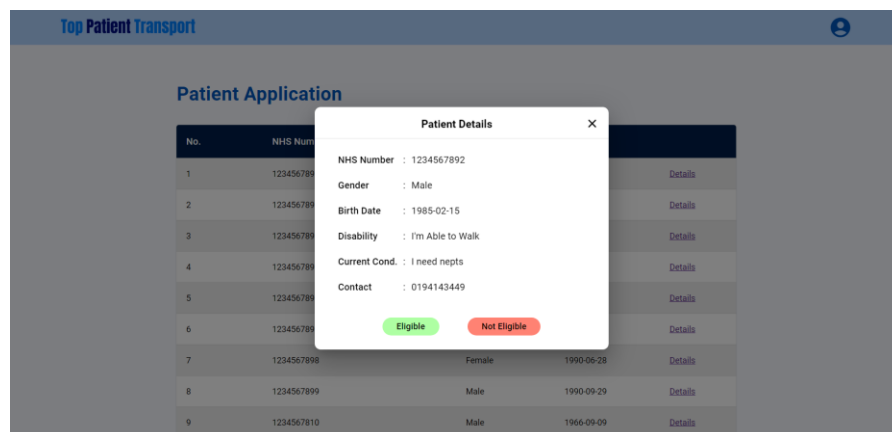 Top Patient Transport
Patient Application
Patient Details
No. NHS Num
NHS Number : 1234567892
1 123456789 Details
Gender : Male
2 123456789 Details
Birth Date : 1985-02-15
3 123456789 Disability : I'm Able to Walk Details
Current Cond. : I need nepts
4 123456789 Details
Contact : 0194143449
5 123456789 Details
6 123456789 Eligible Not Eligible Details
7 1234567898 Female 1990-06-28 Details
8 1234567899 Male 1990-09-29 Details
9 1234567810 Male 1966-09-09 Details